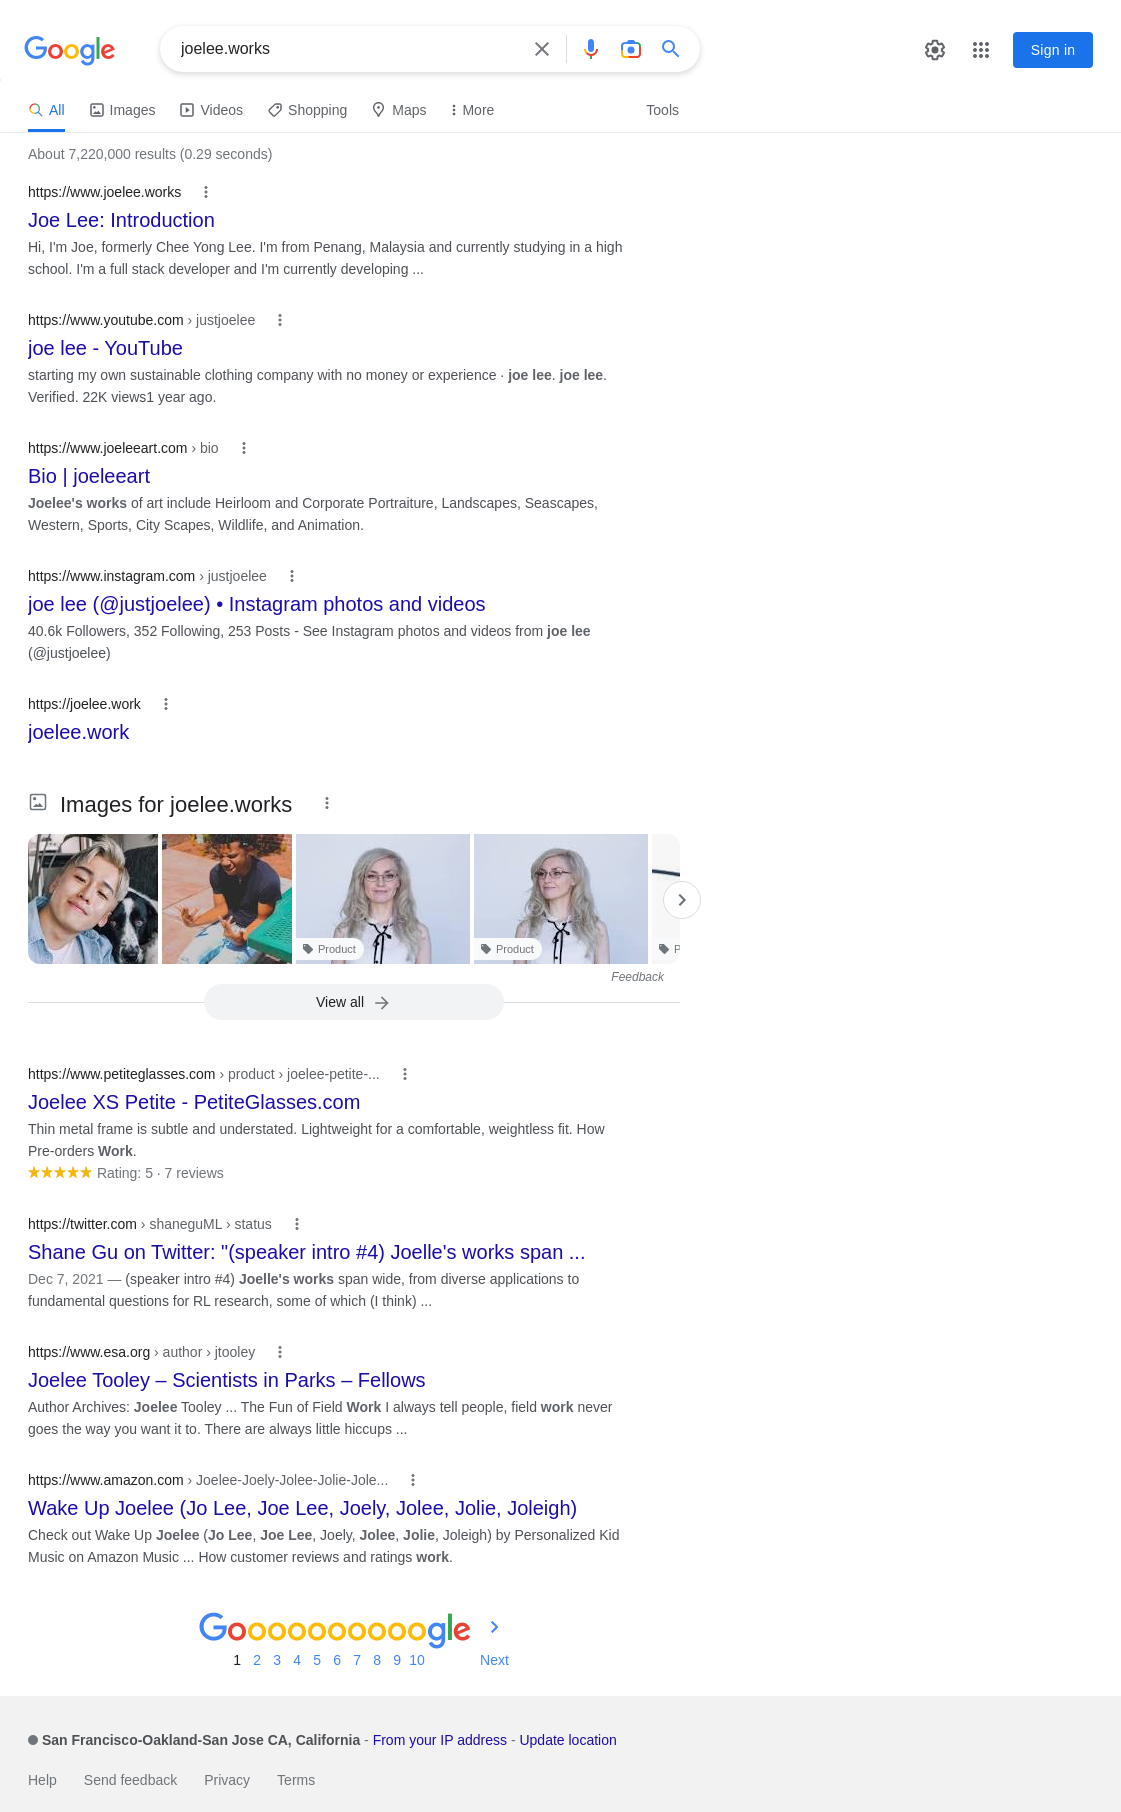 Google
joelee.works
Sign in
All
Images
Videos
Shopping
Maps
More
Tools
About 7,220,000 results (0.29 seconds)
https://www.joelee.works
Joe Lee: Introduction
Hi, I'm Joe, formerly Chee Yong Lee. I'm from Penang, Malaysia and currently studying in a high
school. I'm a full stack developer and I'm currently developing ...
https://www.youtube.com › justjoelee
joe lee - YouTube
starting my own sustainable clothing company with no money or experience · joe lee. joe lee.
Verified. 22K views1 year ago.
https://www.joeleeart.com › bio
Bio | joeleeart
Joelee's works of art include Heirloom and Corporate Portraiture, Landscapes, Seascapes,
Western, Sports, City Scapes, Wildlife, and Animation.
https://www.instagram.com › justjoelee
joe lee (@justjoelee) • Instagram photos and videos
40.6k Followers, 352 Following, 253 Posts - See Instagram photos and videos from joe lee
(@justjoelee)
https://joelee.work
joelee.work
Images for joelee.works
Product
Product
P
Feedback
View all
https://www.petiteglasses.com › product › joelee-petite-...
Joelee XS Petite - PetiteGlasses.com
Thin metal frame is subtle and understated. Lightweight for a comfortable, weightless fit. How
Pre-orders Work.
Rating: 5 · 7 reviews
https://twitter.com › shaneguML › status
Shane Gu on Twitter: "(speaker intro #4) Joelle's works span ...
Dec 7, 2021 — (speaker intro #4) Joelle's works span wide, from diverse applications to
fundamental questions for RL research, some of which (I think) ...
https://www.esa.org › author › jtooley
Joelee Tooley – Scientists in Parks – Fellows
Author Archives: Joelee Tooley ... The Fun of Field Work I always tell people, field work never
goes the way you want it to. There are always little hiccups ...
https://www.amazon.com › Joelee-Joely-Jolee-Jolie-Jole...
Wake Up Joelee (Jo Lee, Joe Lee, Joely, Jolee, Jolie, Joleigh)
Check out Wake Up Joelee (Jo Lee, Joe Lee, Joely, Jolee, Jolie, Joleigh) by Personalized Kid
Music on Amazon Music ... How customer reviews and ratings work.
Goooooooooogle
1 2 3 4 5 6 7 8 9 10 Next
San Francisco-Oakland-San Jose CA, California - From your IP address - Update location
Help Send feedback Privacy Terms